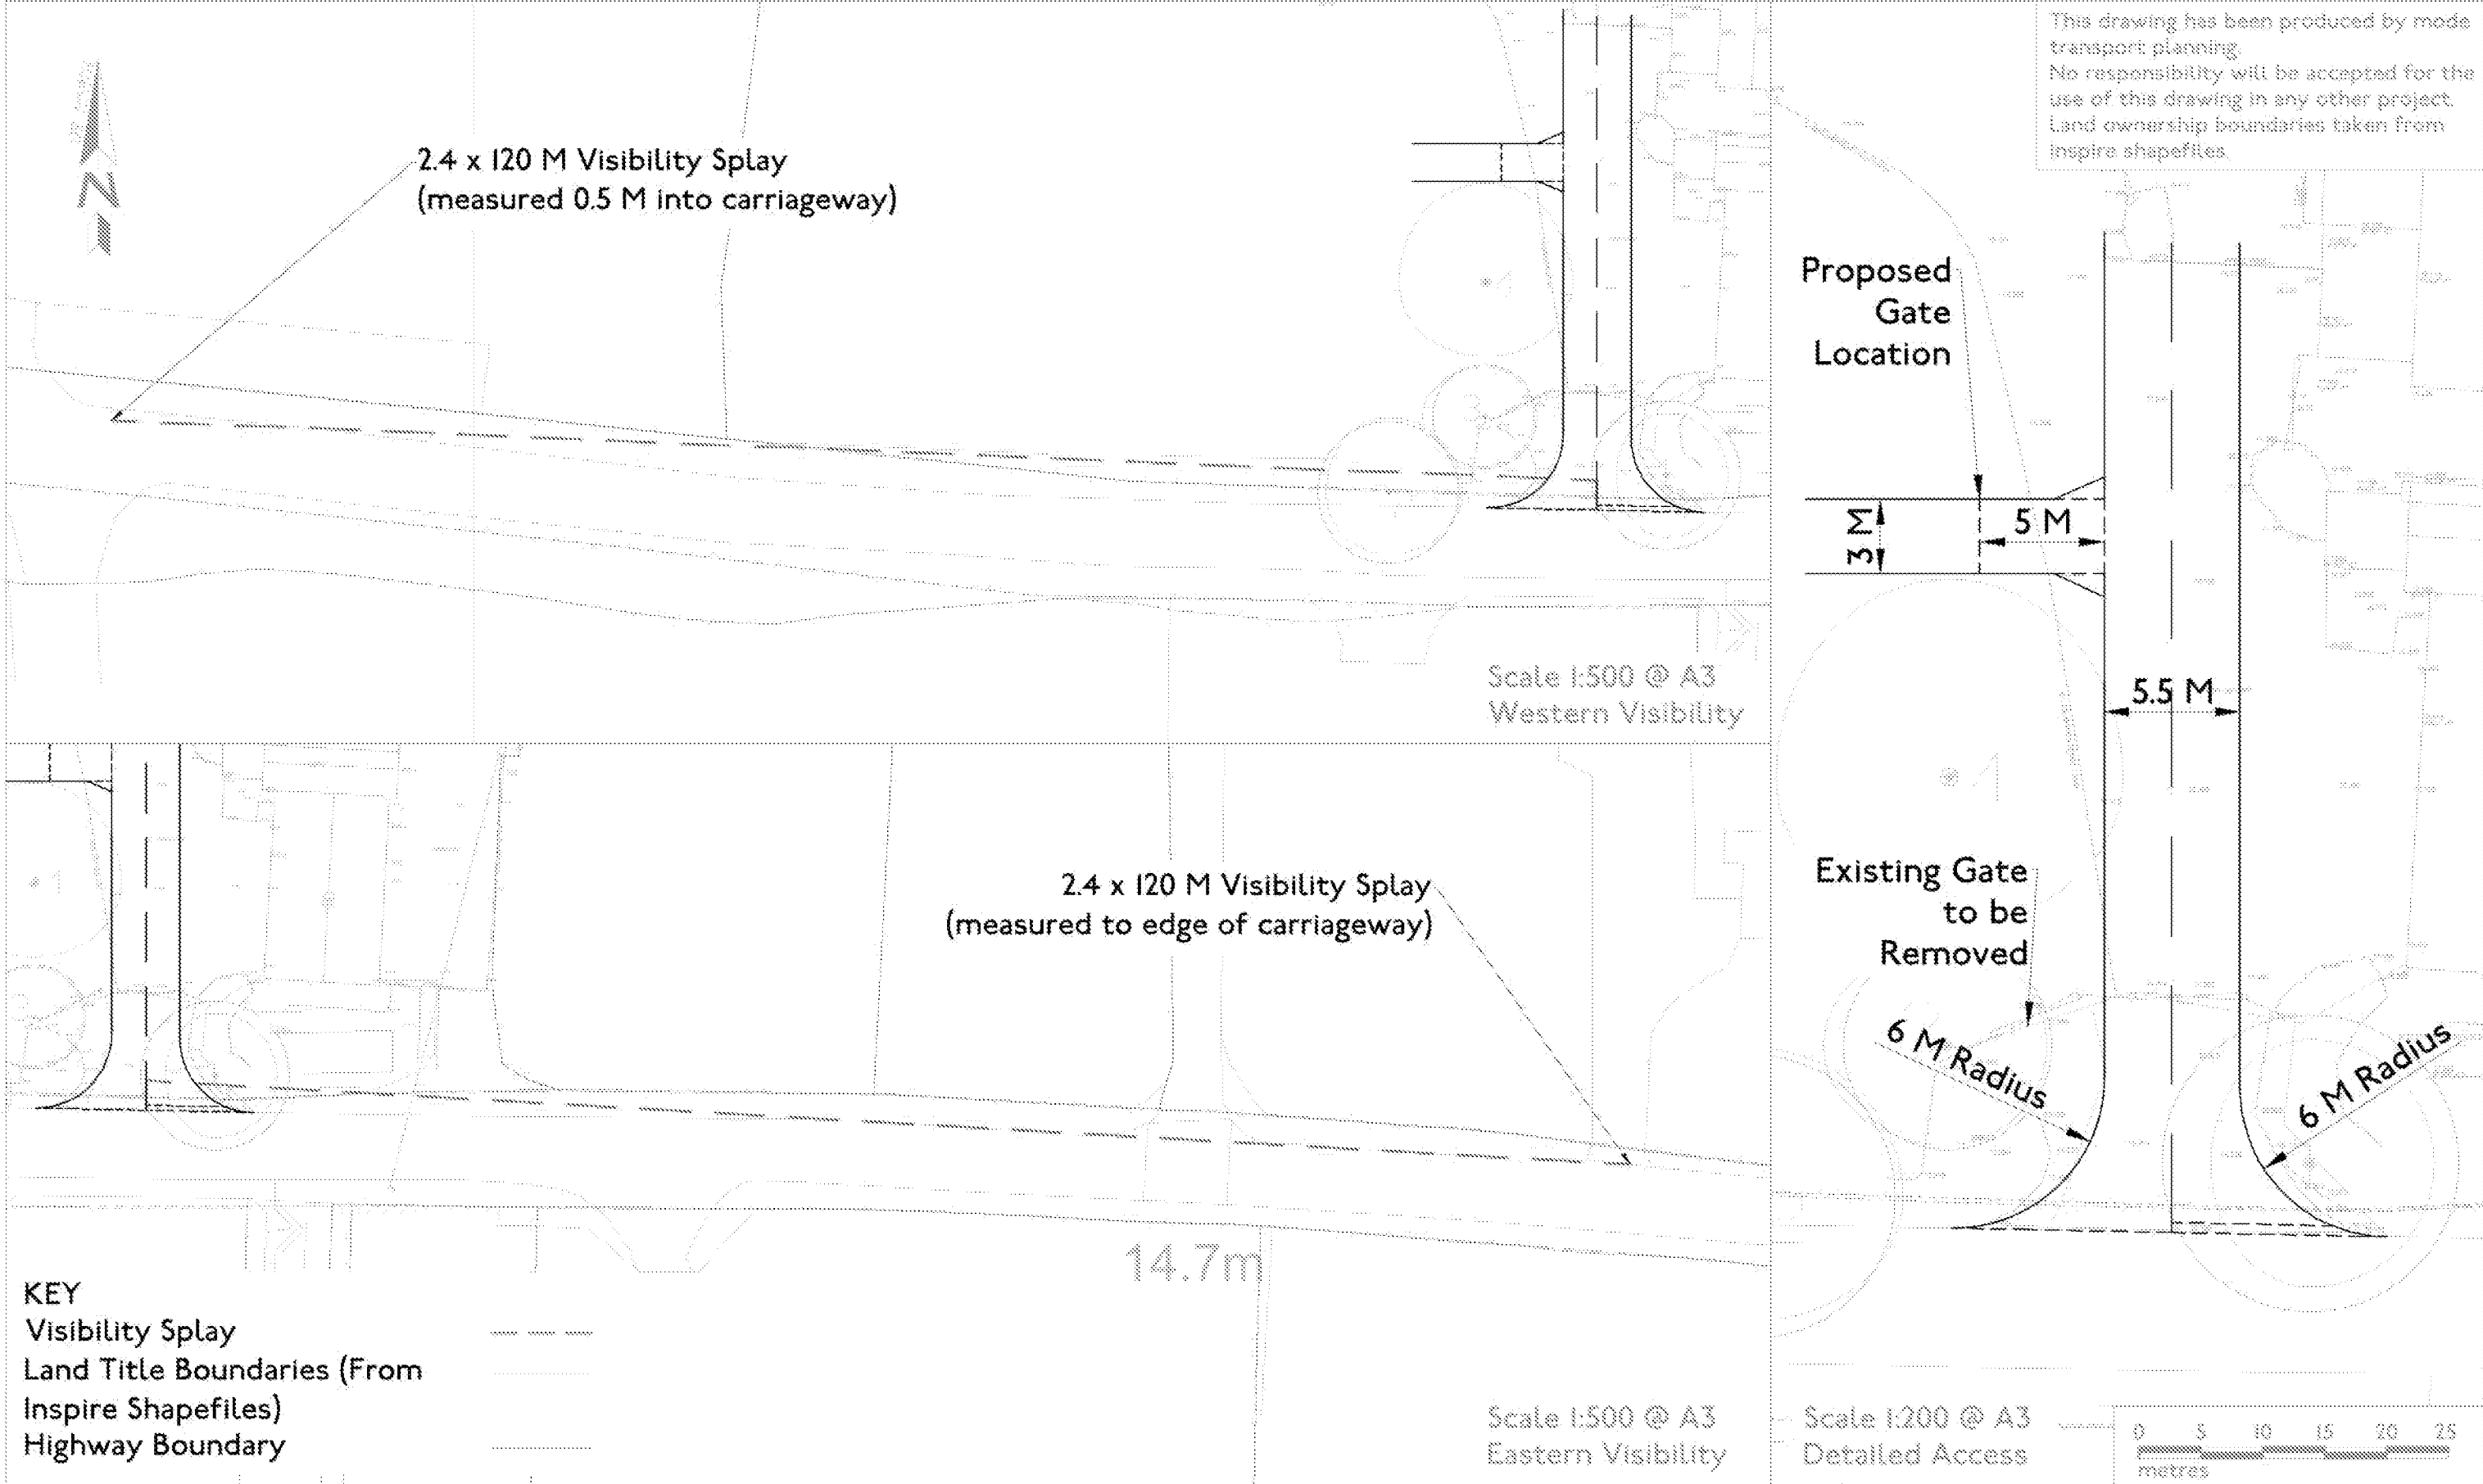 This drawing has been produced by mode
transport planning.
No responsibility will be accepted for the
use of this drawing in any other project.
Land ownership boundaries taken from
inspire shapefiles.
N
2.4 x 120 M Visibility Splay
(measured 0.5 M into carriageway)
Scale 1:500 @ A3
Western Visibility
2.4 x 120 M Visibility Splay
(measured to edge of carriageway)
14.7m
KEY
Visibility Splay
Land Title Boundaries (From
Inspire Shapefiles)
Highway Boundary
Scale 1:500 @ A3
Eastern Visibility
Proposed
Gate
Location
3 M
5 M
5.5 M
1
Existing Gate
to be
Removed
6 M Radius
6 M Radius
Scale 1:200 @ A3
Detailed Access
0 5 10 15 20 25
metres